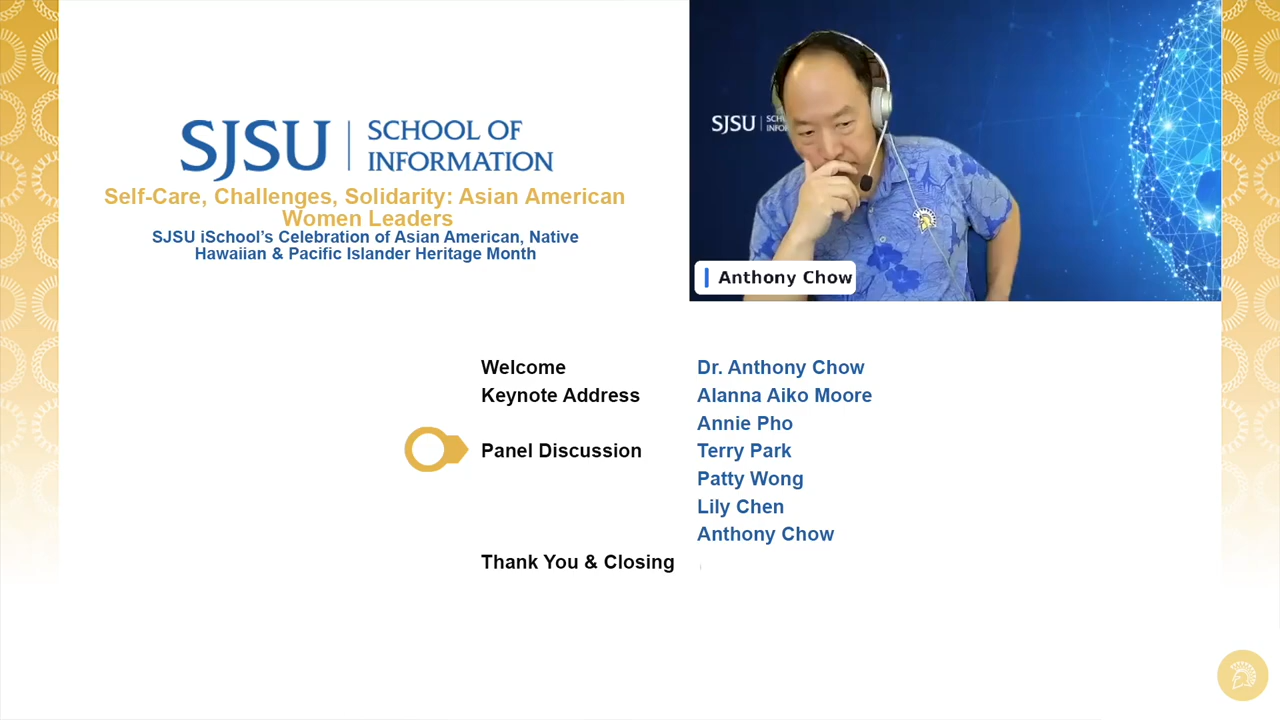 SJSU | SCHOOL OF
INFORMATION
Self-Care, Challenges, Solidarity: Asian American
Women Leaders
SJSU iSchool's Celebration of Asian American, Native
Hawaiian & Pacific Islander Heritage Month
SJSU
Anthony Chow
Welcome Dr. Anthony Chow
Keynote Address Alanna Aiko Moore
Annie Pho
Panel Discussion Terry Park
Patty Wong
Lily Chen
Anthony Chow
Thank You & Closing